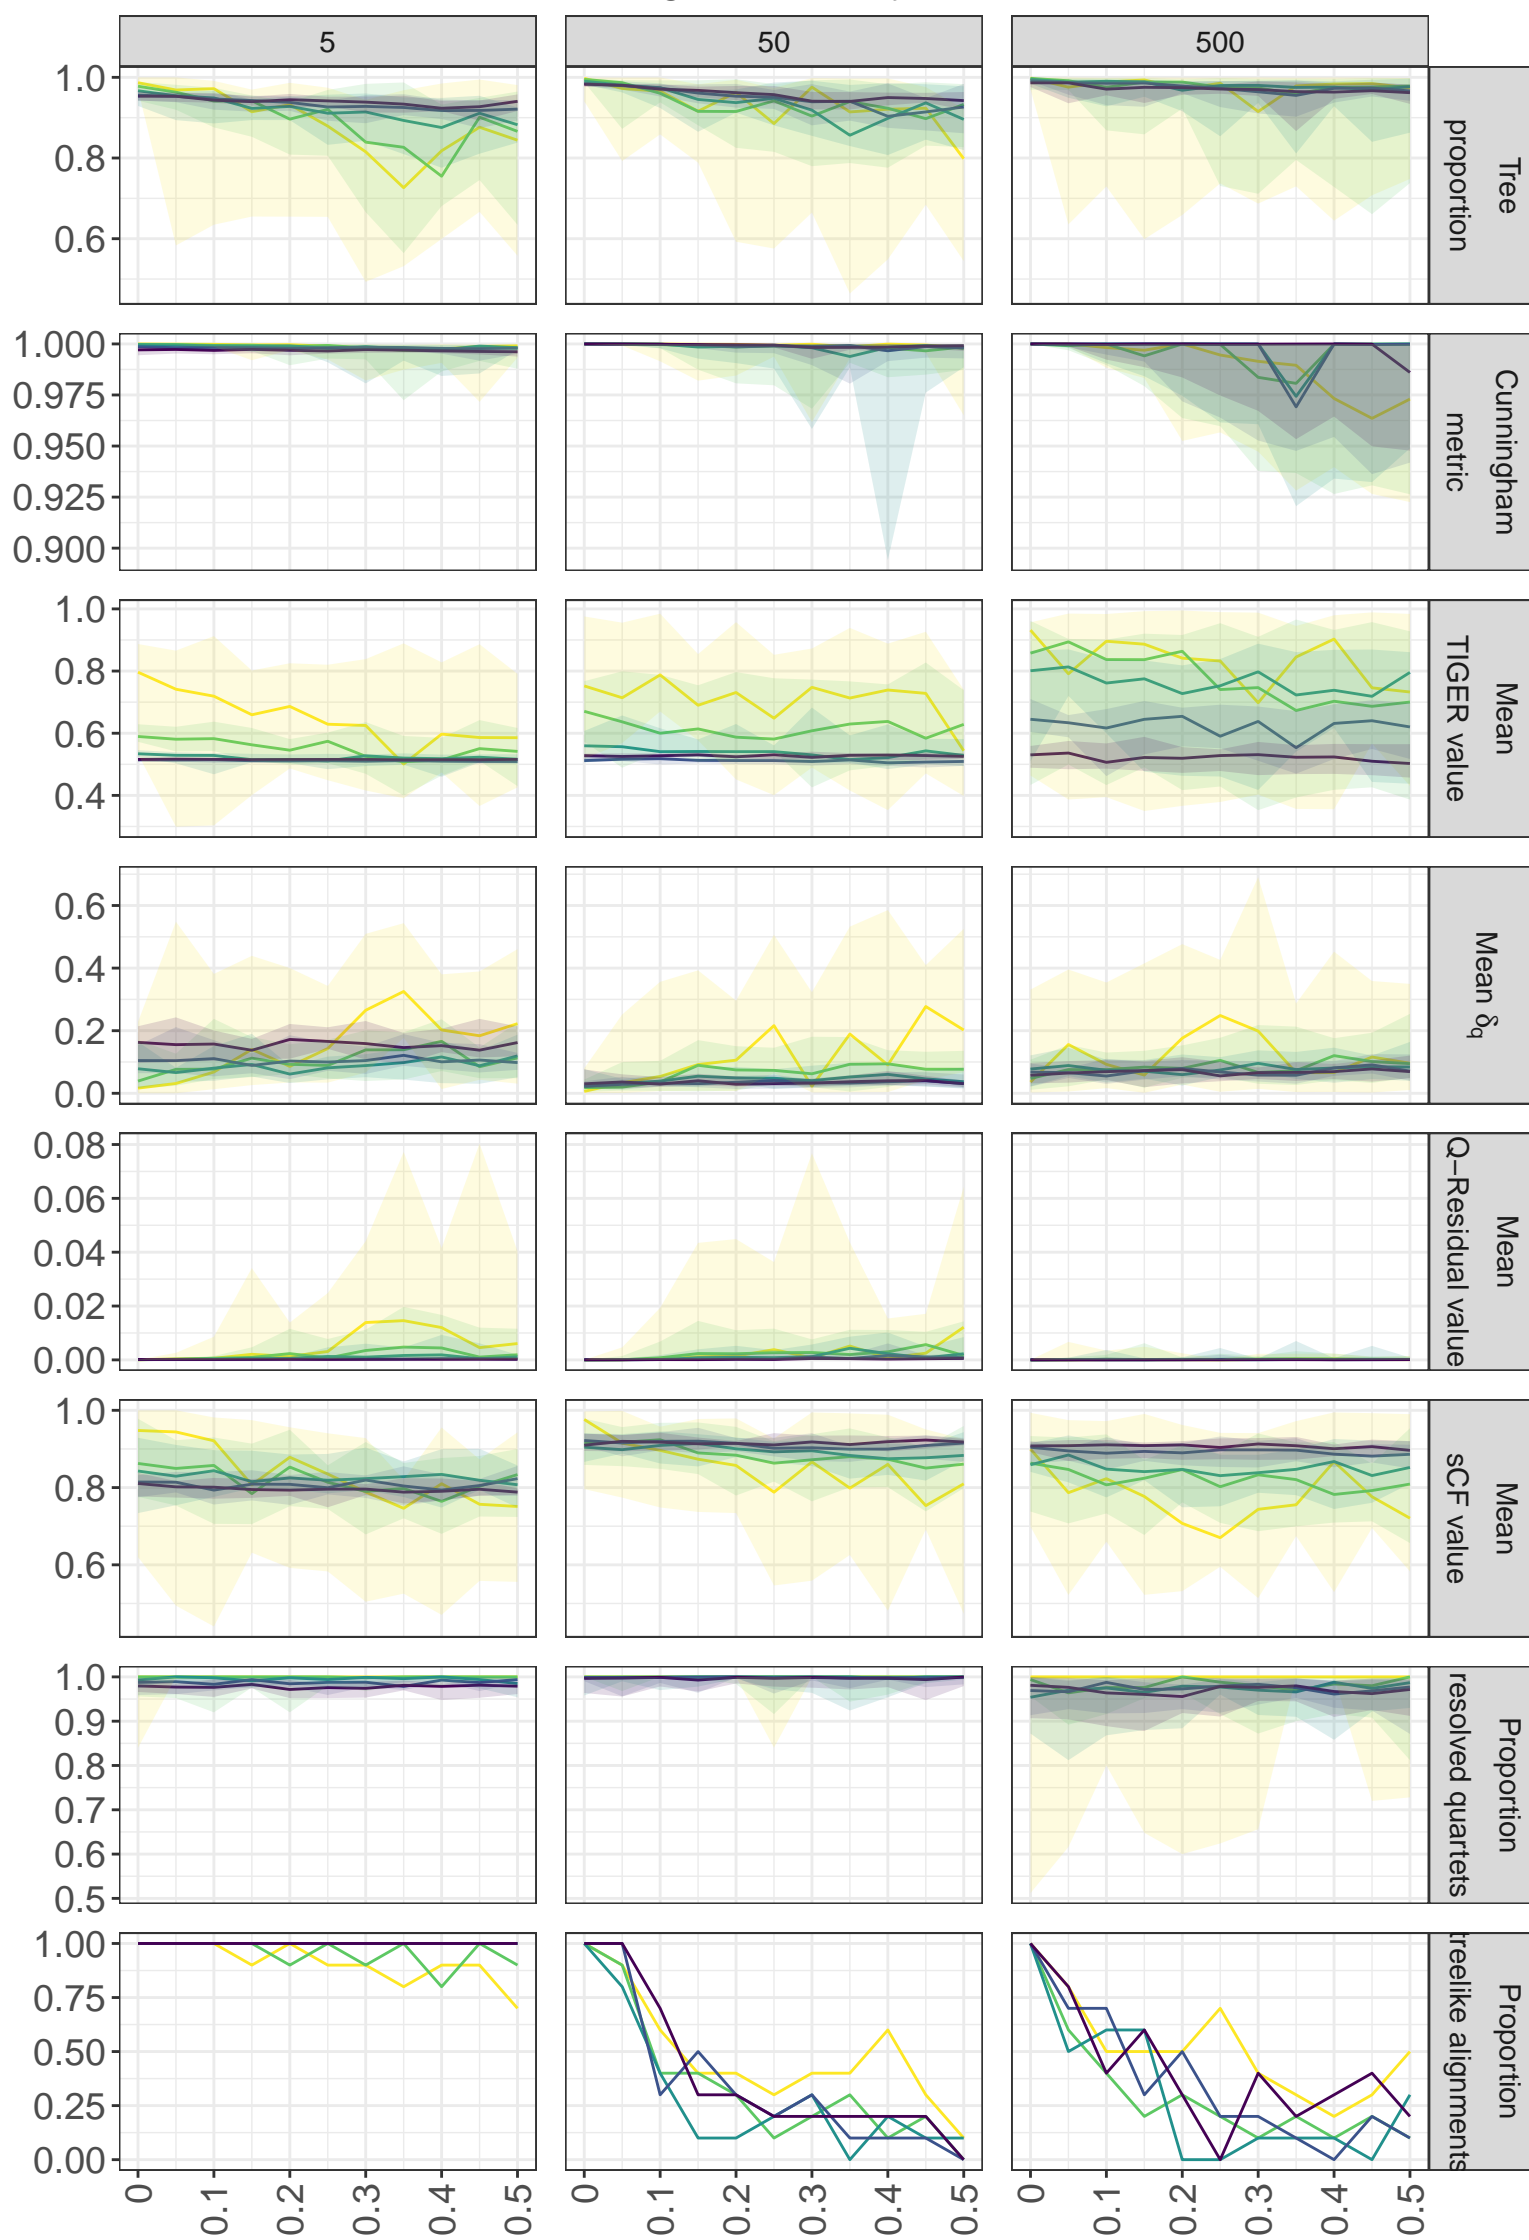 5
50
500
1.0
0.8
0.6
Tree
proportion
1.000
0.975
0.950
0.925
0.900
Cunningham
metric
1.0
0.8
0.6
0.4
Mean
TIGER value
0.6
0.4
0.2
0.0
Mean δq
0.08
0.06
0.04
0.02
0.00
Mean
Q−Residual value
1.0
0.8
0.6
Mean
sCF value
1.0
0.9
0.8
0.7
0.6
0.5
Proportion
resolved quartets
1.00
0.75
0.50
0.25
0.00
Proportion
treelike alignments
0 0.1 0.2 0.3 0.4 0.5
0 0.1 0.2 0.3 0.4 0.5
0 0.1 0.2 0.3 0.4 0.5